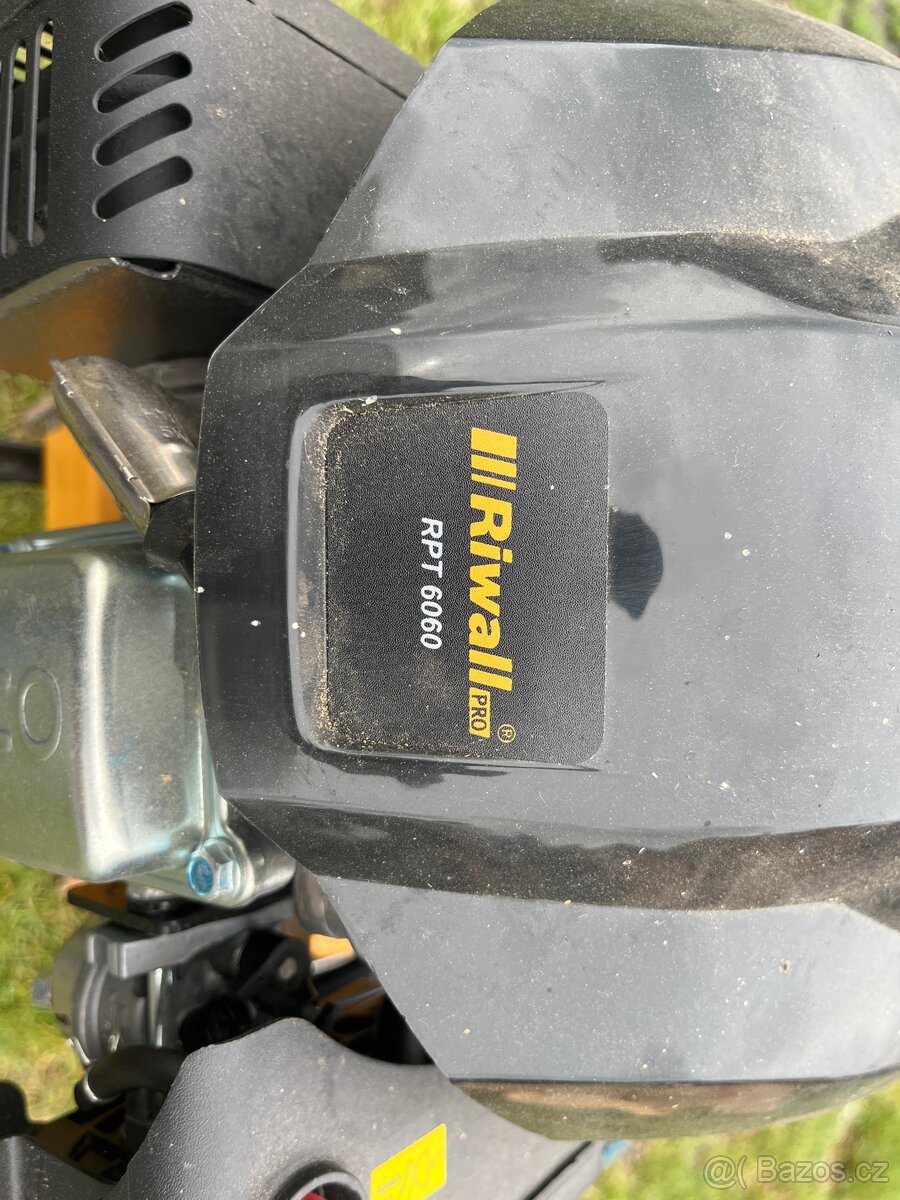 Riwall PRO®
RPT 6060
@( Bazos.cz